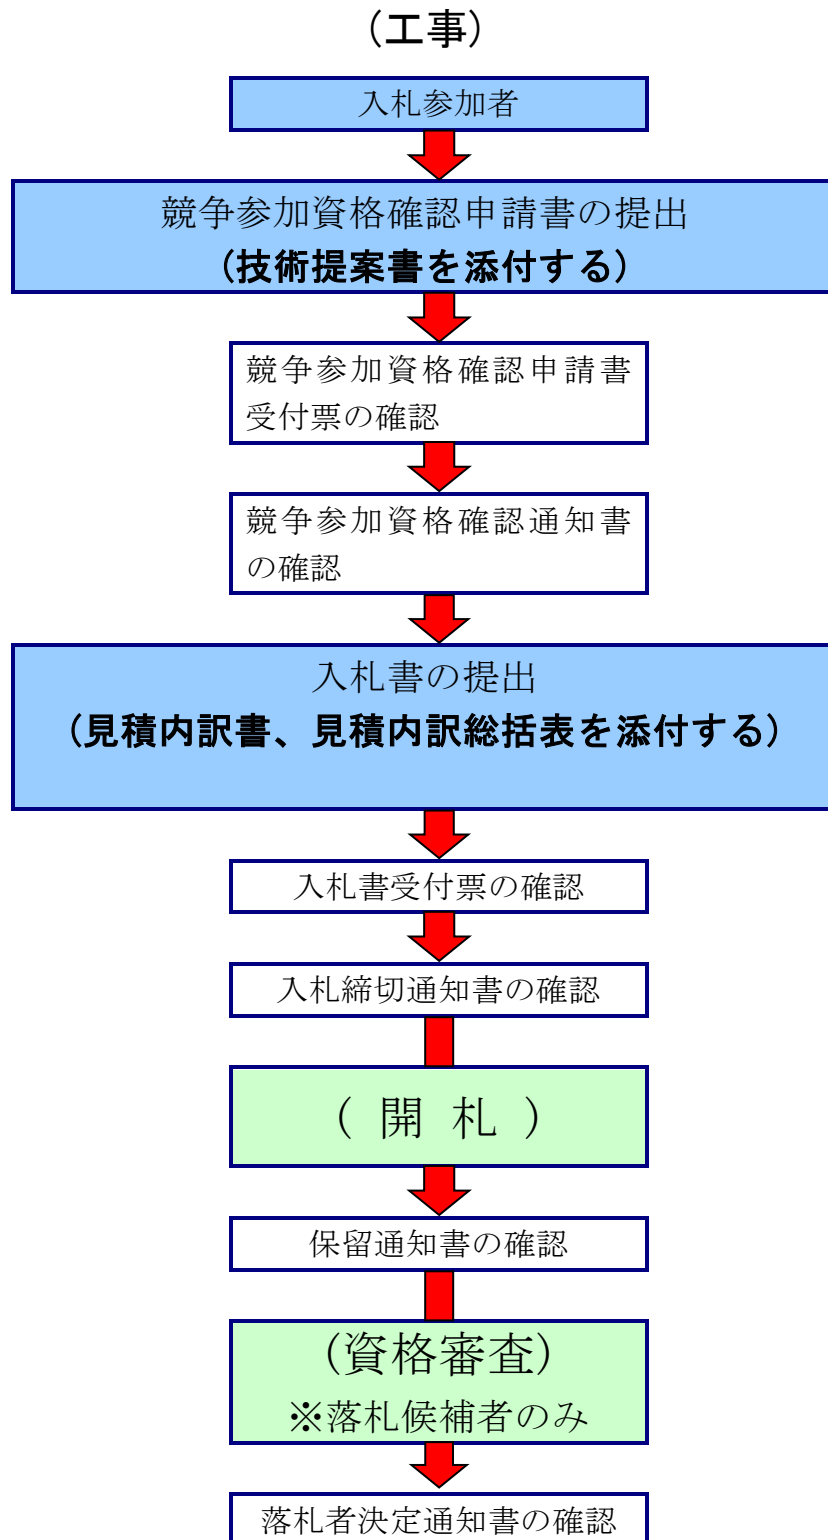 （工事）
入札参加者
競争参加資格確認申請書の提出
（技術提案書を添付する）
競争参加資格確認申請書
受付票の確認
競争参加資格確認通知書
の確認
入札書の提出
（見積内訳書、見積内訳総括表を添付する）
入札書受付票の確認
入札締切通知書の確認
（ 開 札 ）
保留通知書の確認
（資格審査）
※落札候補者のみ
落札者決定通知書の確認